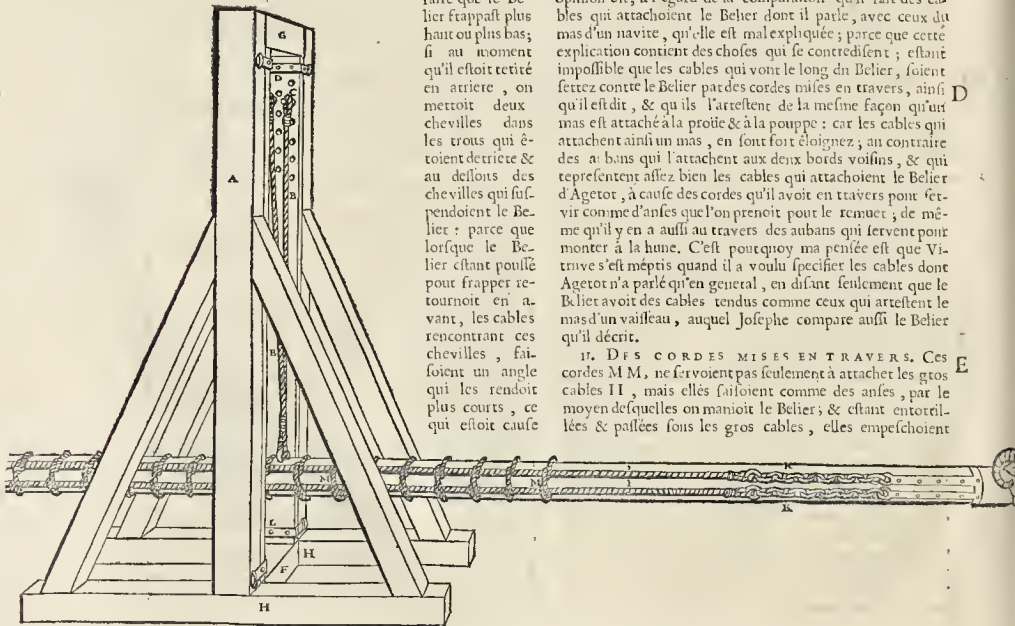 faire que le Be-
lier frappaſt plus
haut ou plus bas;
ſi au moment
qu'il eſtoit retiré
en arriere , on
mettoit deux
chevilles dans
les trous qui é-
toient derriere &
au deſſous des
chevilles qui ſuſ-
pendoient le Be-
lier : parce que
lorſque le Be-
lier eſtant pouſſé
pour frapper re-
tournoit en a-
vant, les cables
rencontrant ces
chevilles , fai-
ſoient un angle
qui les rendoit
plus courts , ce
qui eſtoit cauſe
opinion eſt, à l'égard de la comparaiſon qu'il fait des ca-
bles qui attachoient le Belier dont il parle, avec ceux du
mas d'un navire, qu'elle eſt mal expliquée ; parce que cette
explication contient des choſes qui ſe contrediſent ; eſtant
impoſſible que les cables qui vont le long du Belier, ſoient
ſerrez contre le Belier par des cordes miſes en travers, ainſi
qu'il eſt dit, & qu'ils l'arreſtent de la meſme façon qu'un
mas eſt attaché à la proüe & à la pouppe : car les cables qui
attachent ainſi un mas , en ſont fort éloignez ; au contraire
des aubans qui l'attachent aux deux bords voiſins, & qui
repreſentent aſſez bien les cables qui attachoient le Belier
d'Agetor, à cauſe des cordes qu'il avoit en travers pour ſer-
vir comme d'anſes que l'on prenoit pour le remuer ; de mê-
me qu'il y en a auſſi au travers des aubans qui ſervent pour
monter à la hune. C'eſt pourquoy ma penſée eſt que Vi-
truve s'eſt mépris quand il a voulu ſpecifier les cables dont
Agetor n'a parlé qu'en general , en diſant ſeulement que le
Belier avoit des cables tendus comme ceux qui arreſtent le
mas d'un vaiſſeau , auquel Joſephe compare auſſi le Belier
qu'il décrit.
11. DES CORDES MISES EN TRAVERS. Ces
cordes M M, ne ſervoient pas ſeulement à attacher les gros
cables I I , mais elles faiſoient comme des anſes , par le
moyen deſquelles on manioit le Belier ; & eſtant entortil-
lées & paſſées ſous les gros cables , elles empeſchoient
D
E
G
D
C
A
B
B
M
M
I
I
K
K
L
H
F
H